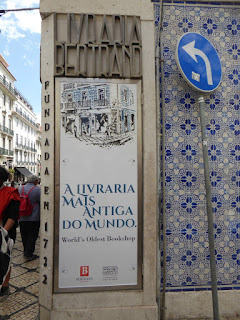 LIVRARIA
BERTRAND
FUNDADA EM 1732
A LIVRARIA
MAIS
ANTIGA
DO MUNDO.
World's Oldest Bookshop
B